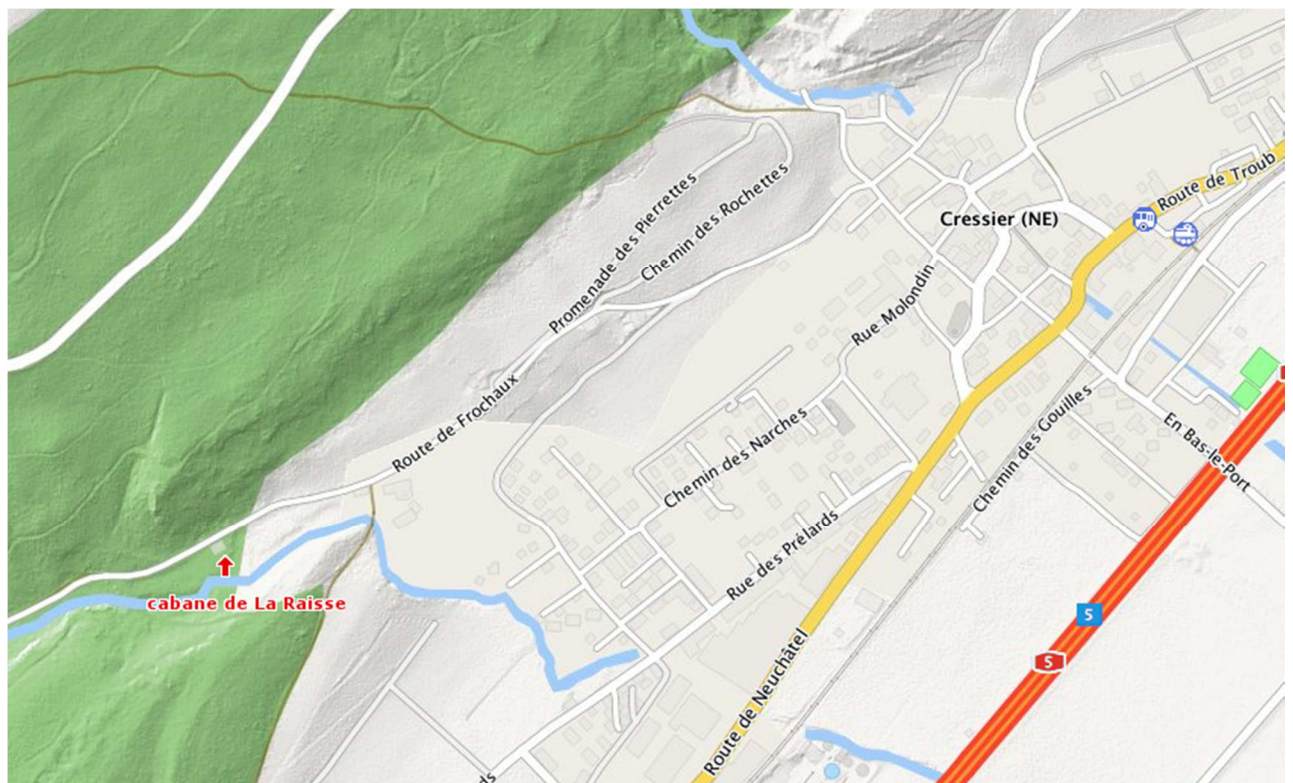 Route de Troub
Cressier (NE)
Promenade des Pierrettes
Chemin des Rochettes
Rue Molondin
Route de Frochaux
Chemin des Narches
Chemin des Gouilles
En Bas-le-Port
Rue des Prélards
cabane de La Raisse
5
5
Route de Neuchâtel
ds